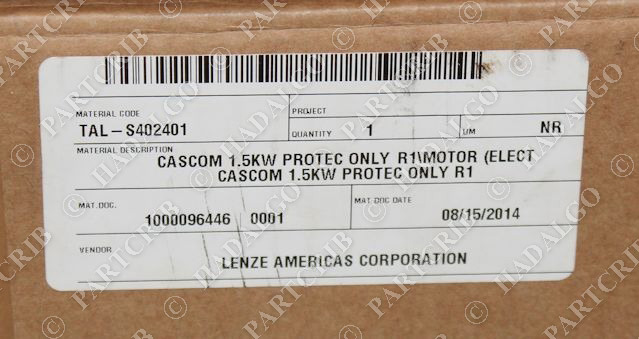 MATERIAL CODE
TAL-S402401
PROJECT
QUANTITY 1 U/M NR
MATERIAL DESCRIPTION
CASCOM 1.5KW PROTEC ONLY R1\MOTOR (ELECT
CASCOM 1.5KW PROTEC ONLY R1
MAT.DOC.
1000096446 0001
MAT.DOC DATE
08/15/2014
VENDOR
LENZE AMERICAS CORPORATION
© PARTCRIB
© HADALGO